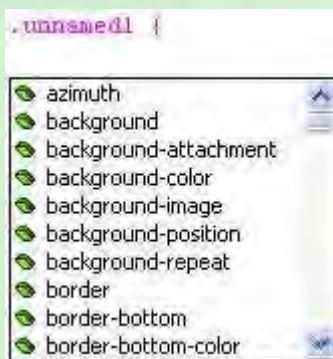 .unnamed1 {
azimuth
background
background-attachment
background-color
background-image
background-position
background-repeat
border
border-bottom
border-bottom-color